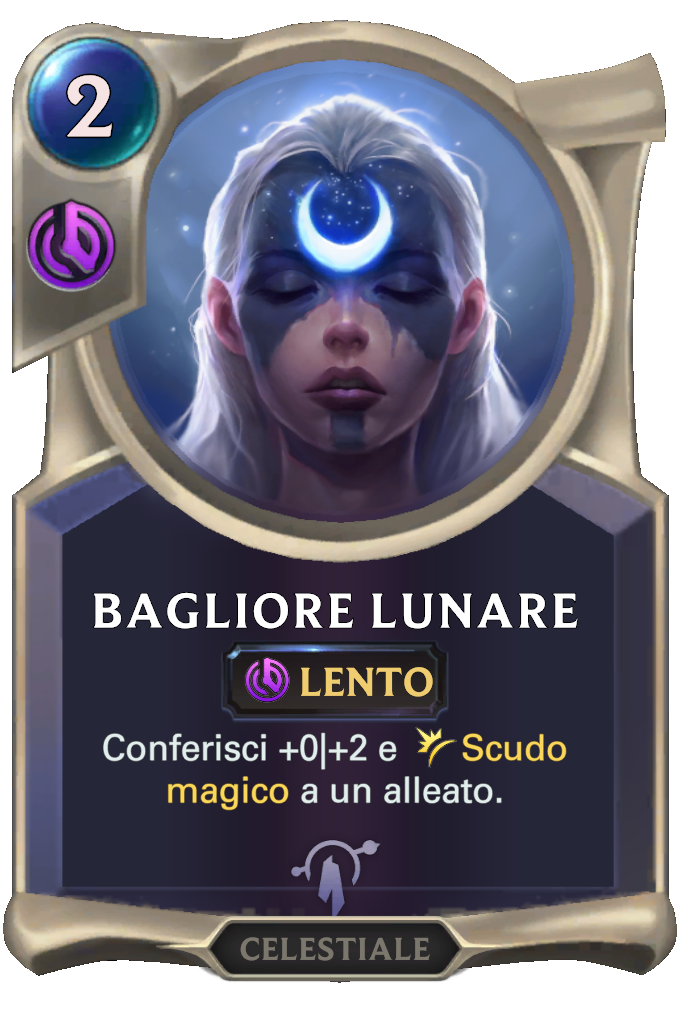 2
BAGLIORE LUNARE
LENTO
Conferisci +0|+2 e Scudo
magico a un alleato.
CELESTIALE